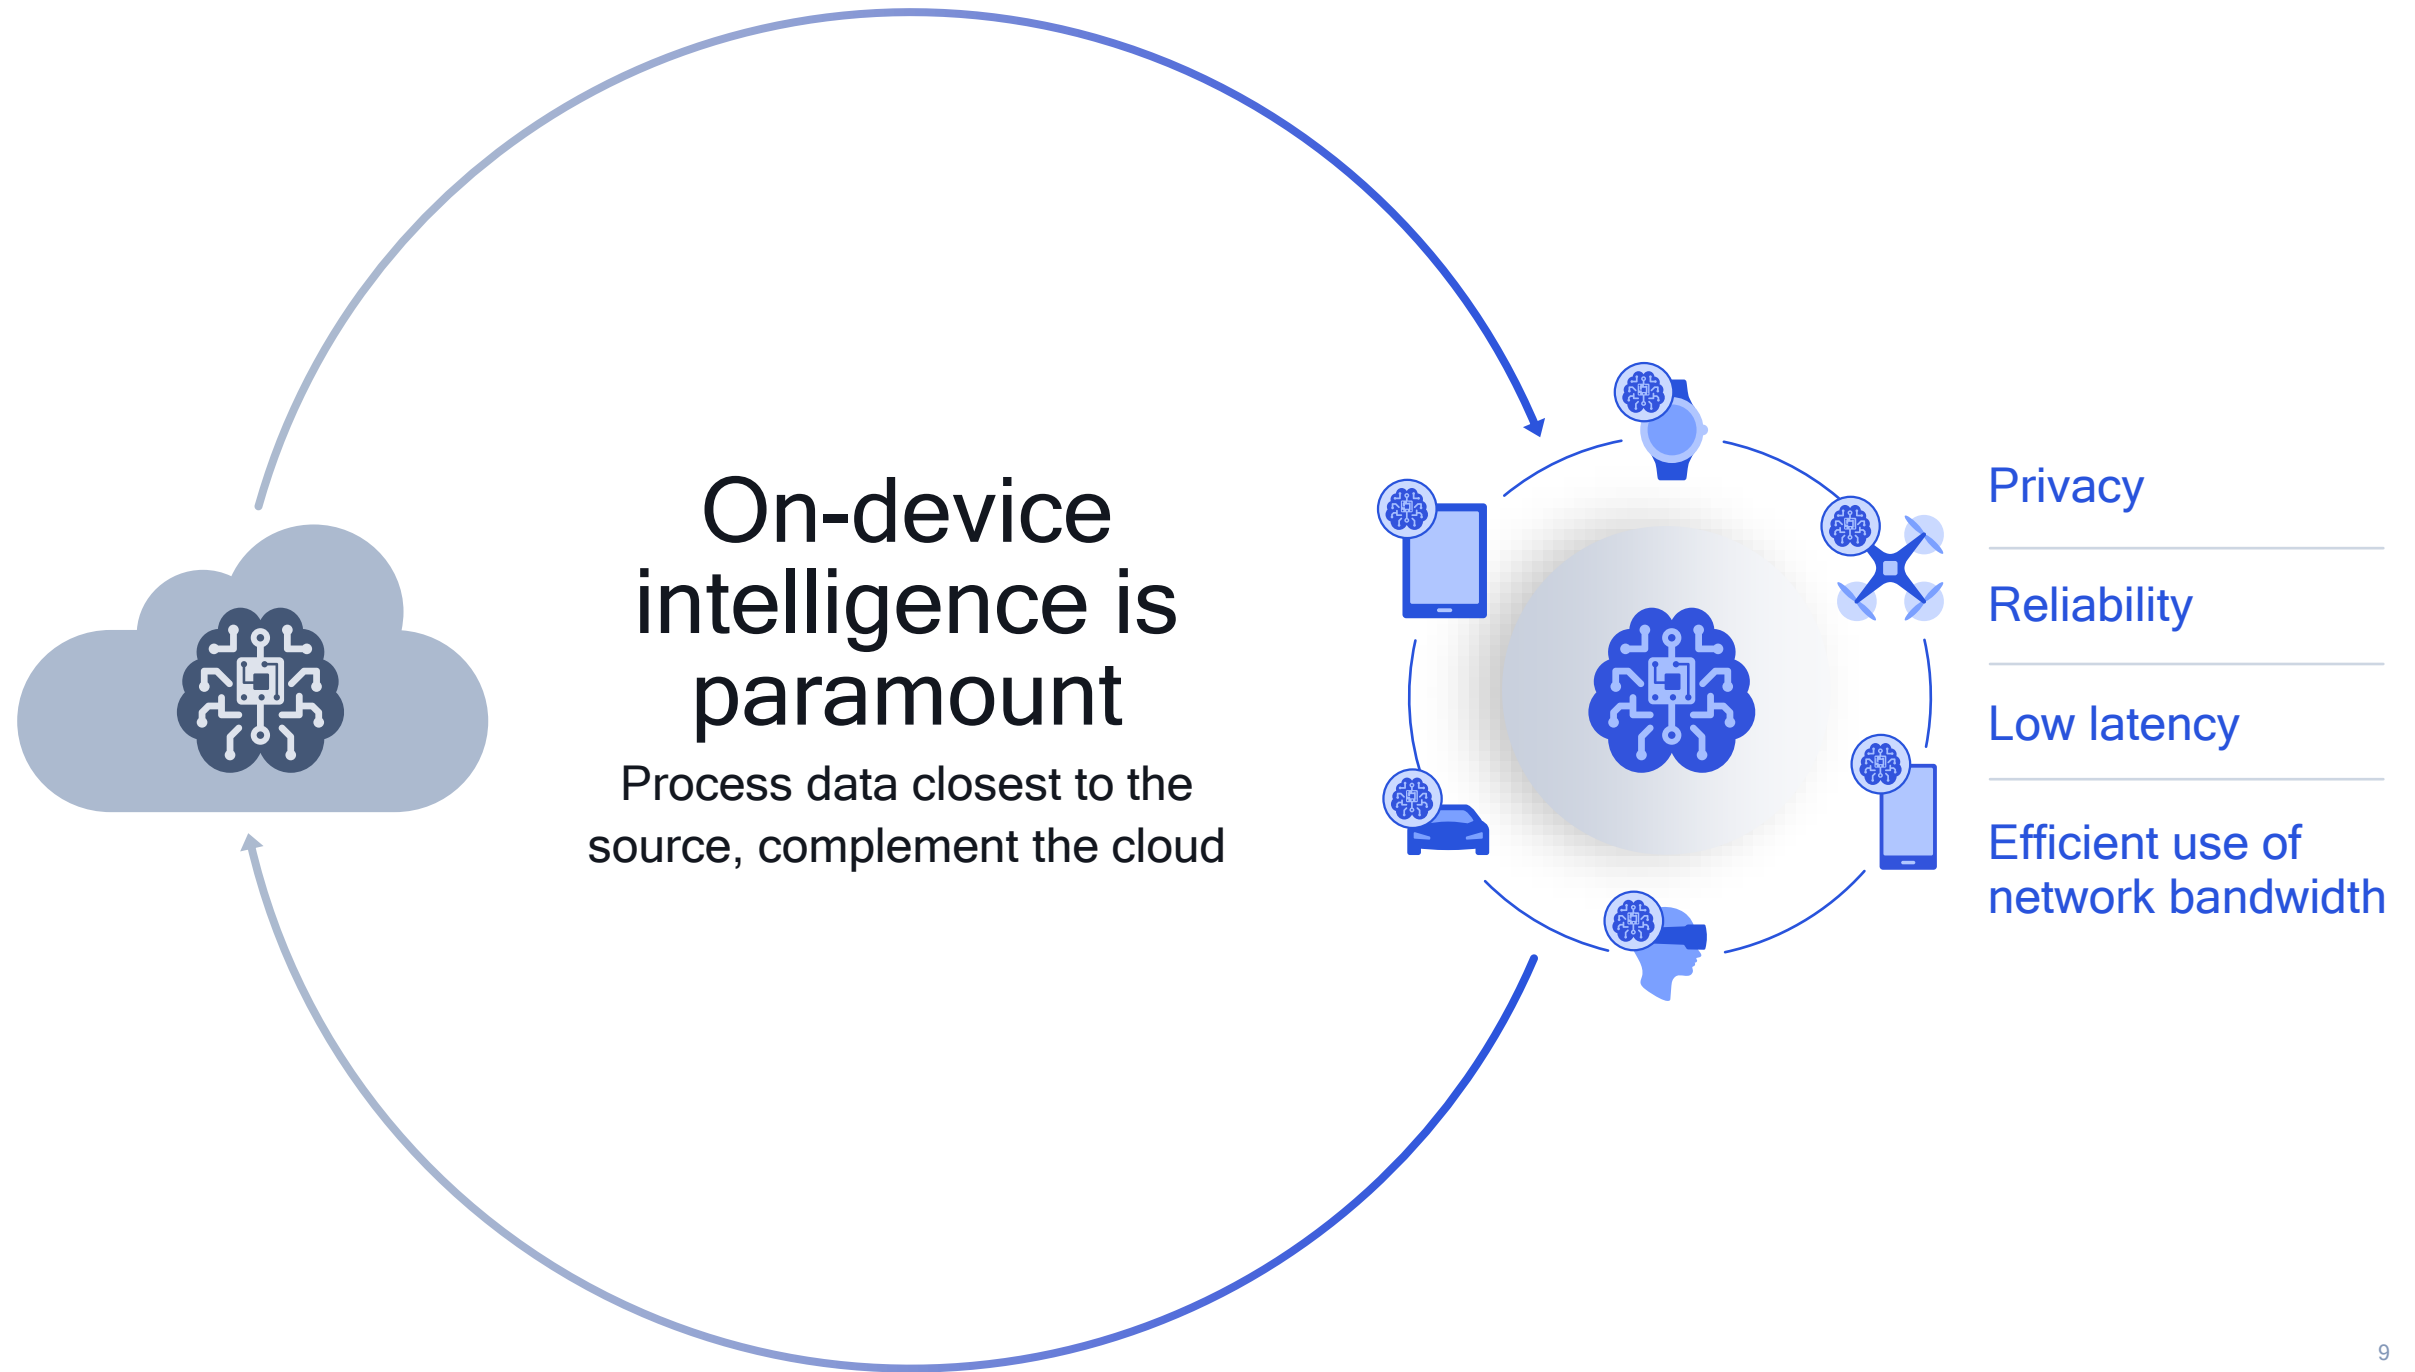 On-device
intelligence is
paramount
Process data closest to the
source, complement the cloud
Privacy
Reliability
Low latency
Efficient use of
network bandwidth
9